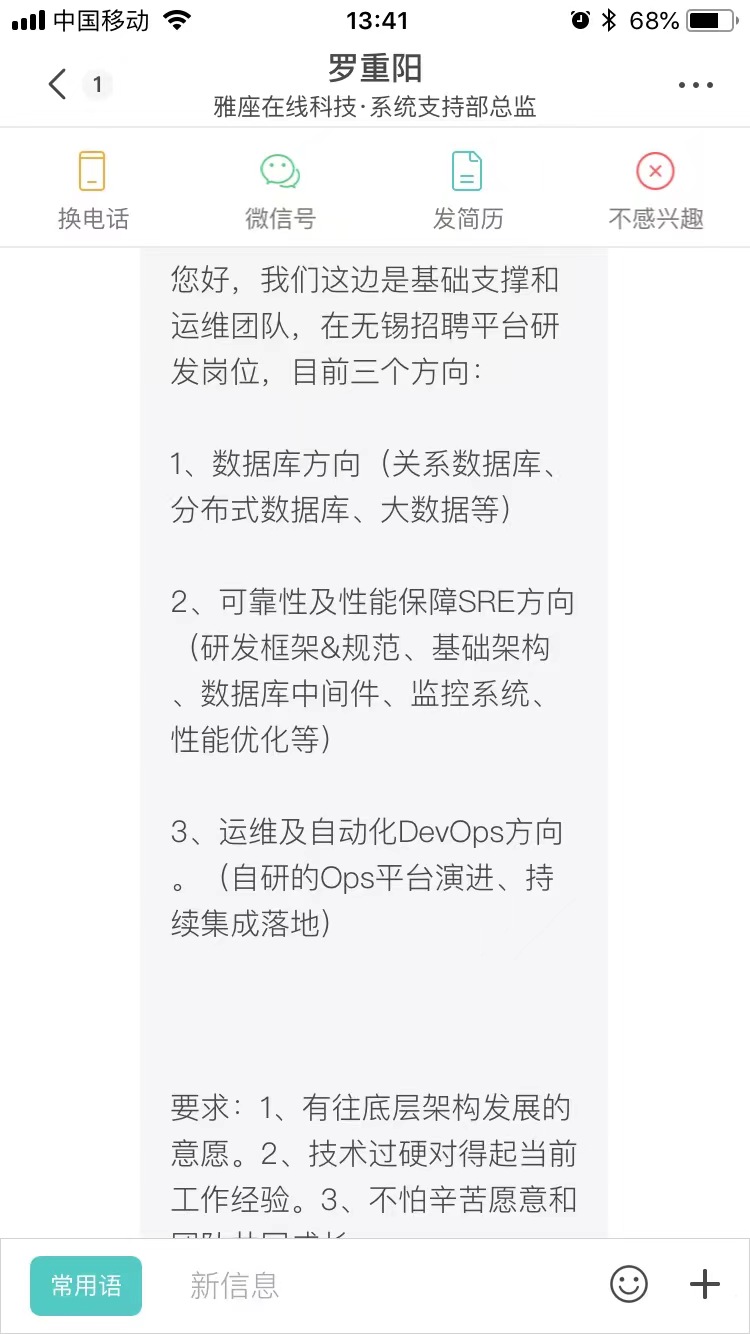 中国移动
13:41
68%
1
罗重阳
雅座在线科技·系统支持部总监
换电话
微信号
发简历
不感兴趣
您好，我们这边是基础支撑和
运维团队，在无锡招聘平台研
发岗位，目前三个方向：
1、数据库方向（关系数据库、
分布式数据库、大数据等）
2、可靠性及性能保障SRE方向
（研发框架&规范、基础架构
、数据库中间件、监控系统、
性能优化等）
3、运维及自动化DevOps方向
。（自研的Ops平台演进、持
续集成落地）
要求：1、有往底层架构发展的
意愿。2、技术过硬对得起当前
工作经验。3、不怕辛苦愿意和
常用语
新信息